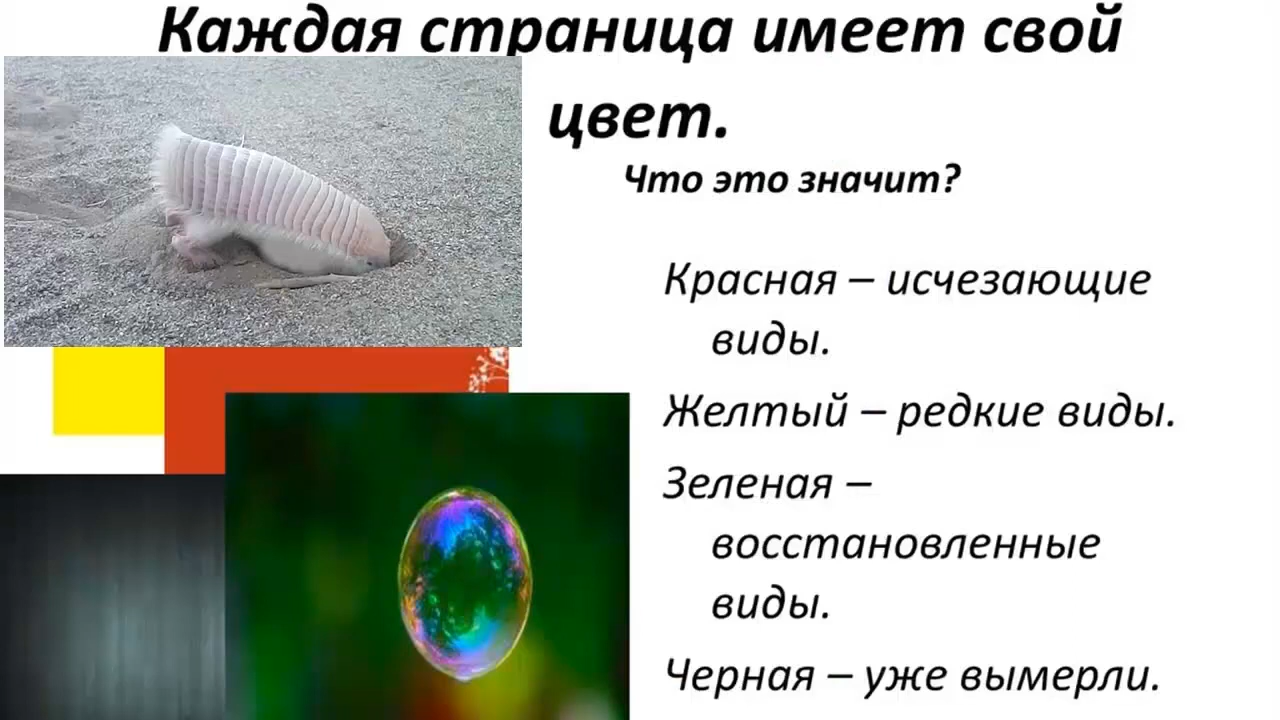 Каждая страница имеет свой
цвет.
Что это значит?
Красная – исчезающие
виды.
Желтый – редкие виды.
Зеленая –
восстановленные
виды.
Черная – уже вымерли.